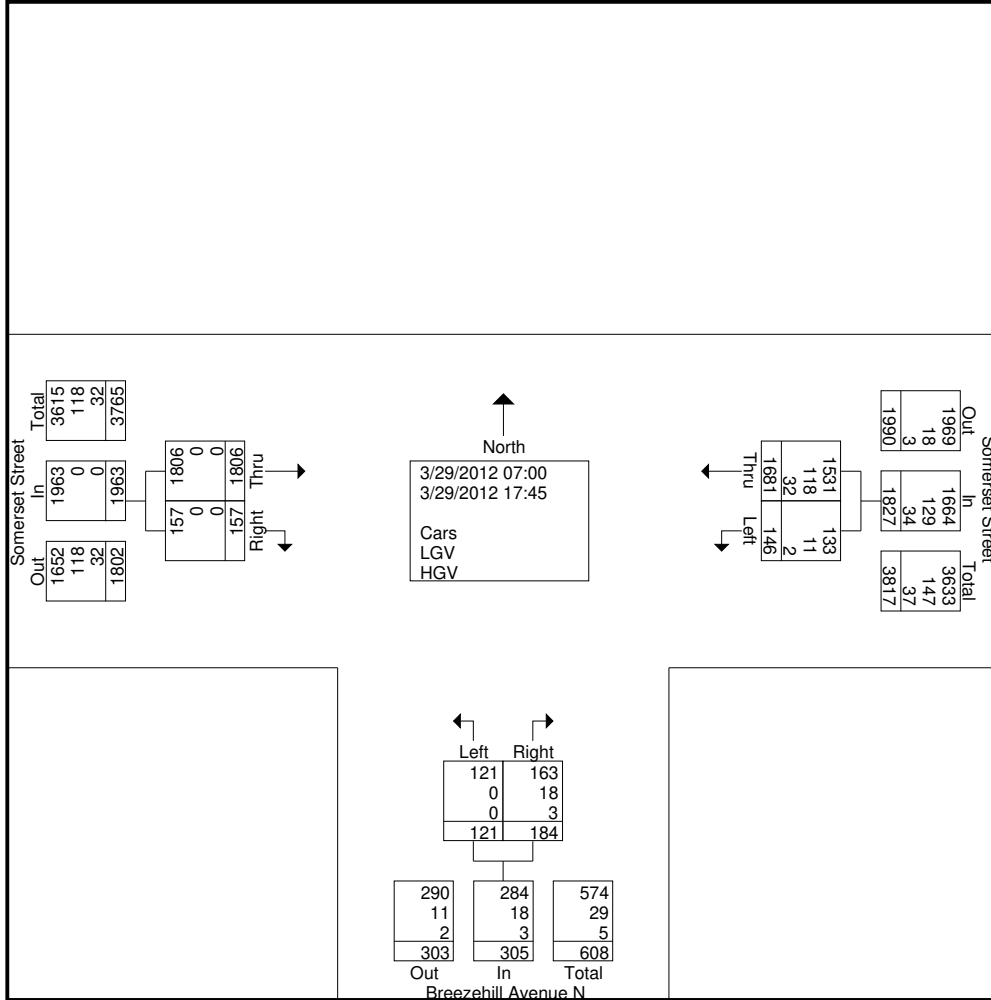 Somerset Street
Total
3615
118
32
3765
In
1963
0
0
1963
Out
1652
118
32
1802
1806
0
0
1806
Thru
157
0
0
157
Right
North
3/29/2012 07:00
3/29/2012 17:45
Cars
LGV
HGV
Thru
1531
118
32
1681
Left
133
11
2
146
Somerset Street
Out
1969
18
3
1990
In
1664
129
34
1827
Total
3633
147
37
3817
Left Right
121 163
0 18
0 3
121 184
290 284 574
11 18 29
2 3 5
303 305 608
Out In Total
Breezehill Avenue N